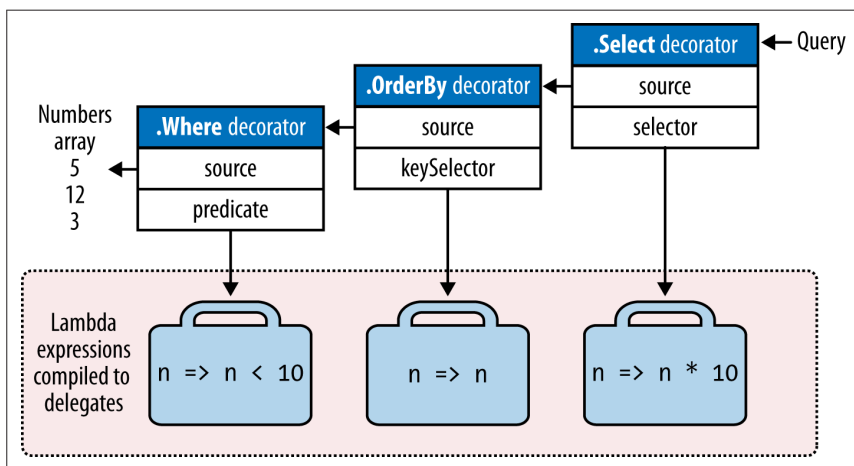 .Select decorator
Query
source
selector
.OrderBy decorator
source
keySelector
.Where decorator
source
predicate
Numbers
array
5
12
3
Lambda
expressions
compiled to
delegates
n => n < 10
n => n
n => n * 10